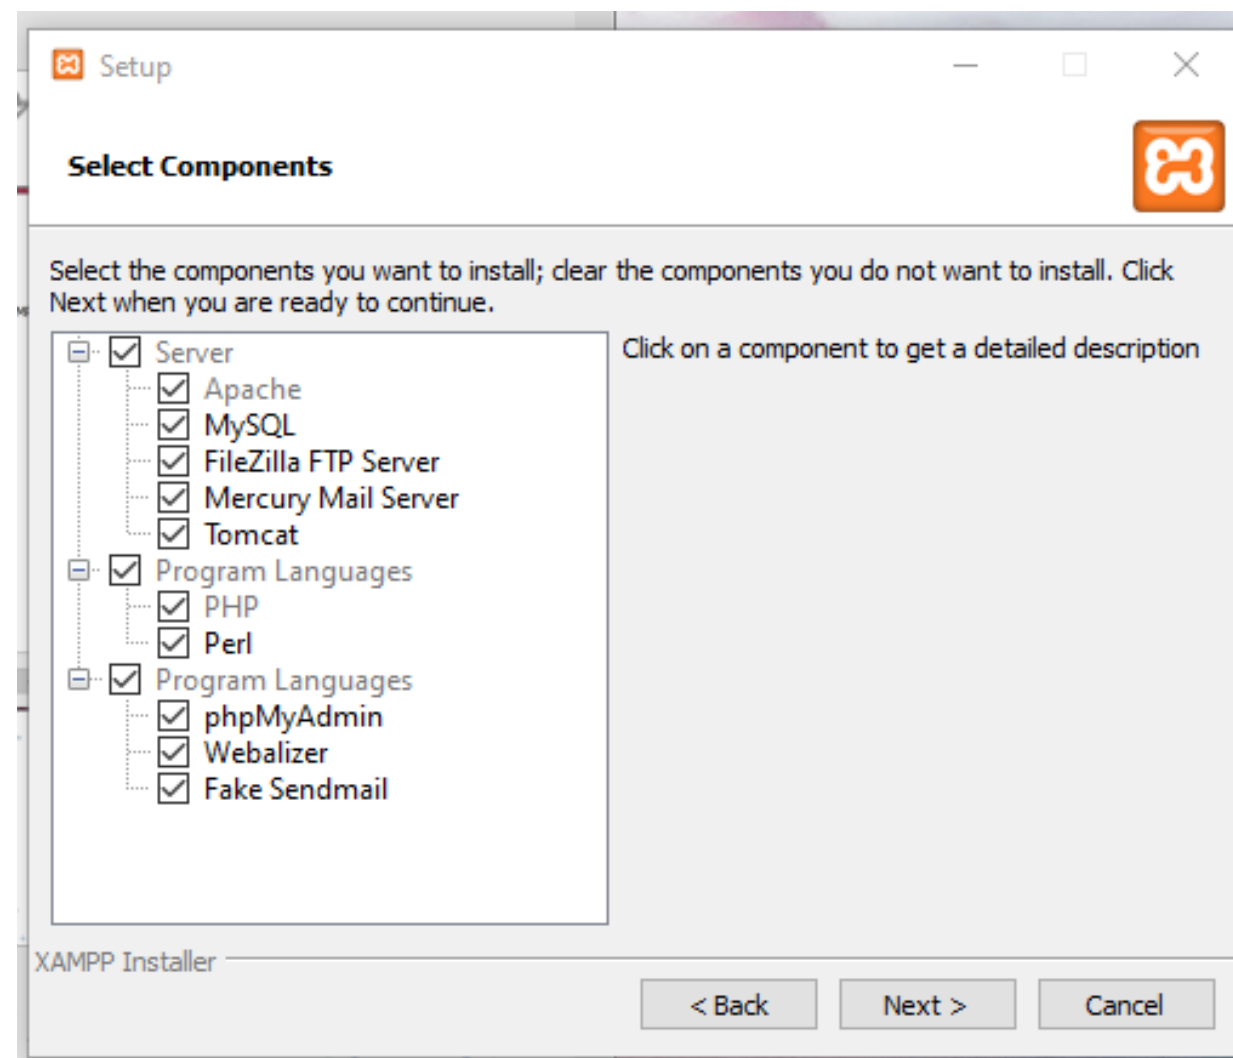 Setup
Select Components
Select the components you want to install; clear the components you do not want to install. Click
Next when you are ready to continue.
Server
Apache
MySQL
FileZilla FTP Server
Mercury Mail Server
Tomcat
Program Languages
PHP
Perl
Program Languages
phpMyAdmin
Webalizer
Fake Sendmail
Click on a component to get a detailed description
XAMPP Installer
< Back
Next >
Cancel